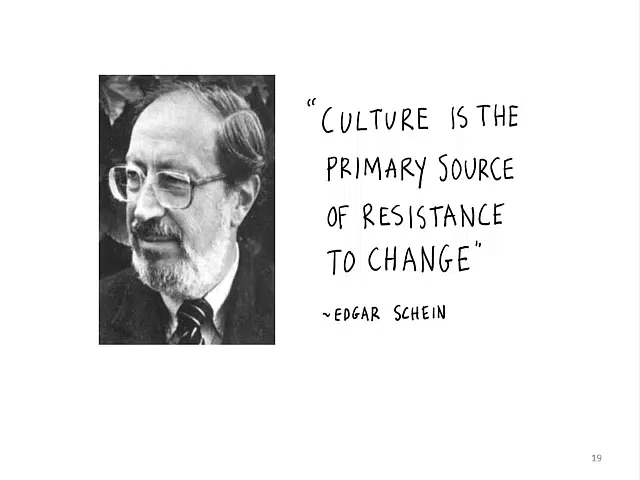 "CULTURE IS THE
PRIMARY SOURCE
OF RESISTANCE
TO CHANGE"
~EDGAR SCHEIN
19